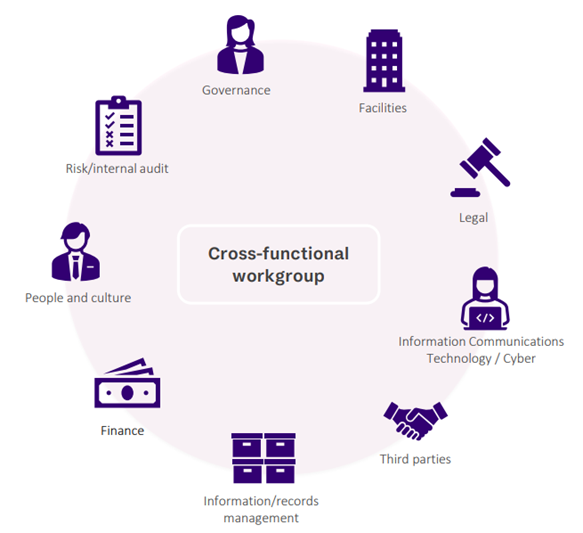 Governance
Facilities
Risk/internal audit
Legal
Cross-functional
workgroup
People and culture
Information Communications
Technology / Cyber
Finance
Third parties
Information/records
management